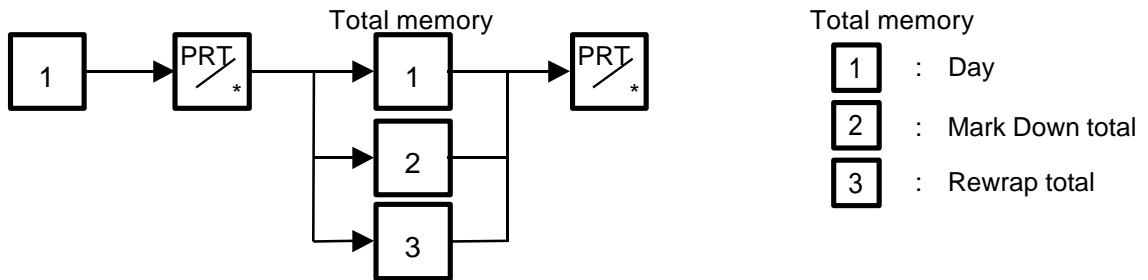 Total memory
1
PRT
*
1
PRT
*
2
3
Total memory
1 : Day
2 : Mark Down total
3 : Rewrap total